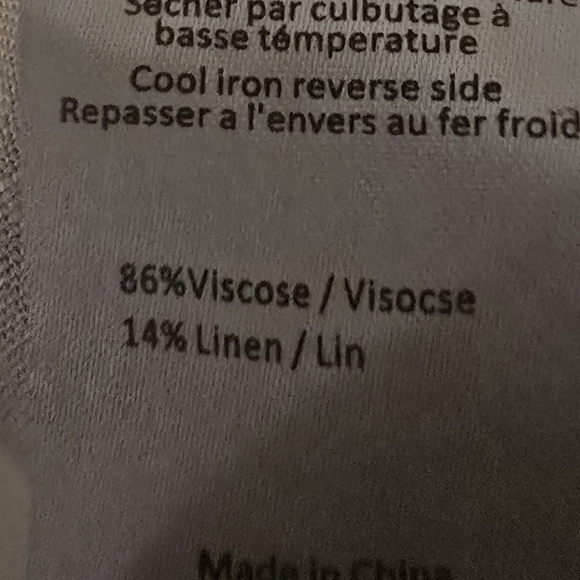 Sécher par culbutage à
basse température
Cool iron reverse side
Repasser a l'envers au fer froid
86%Viscose / Visocse
14% Linen / Lin
Made in China